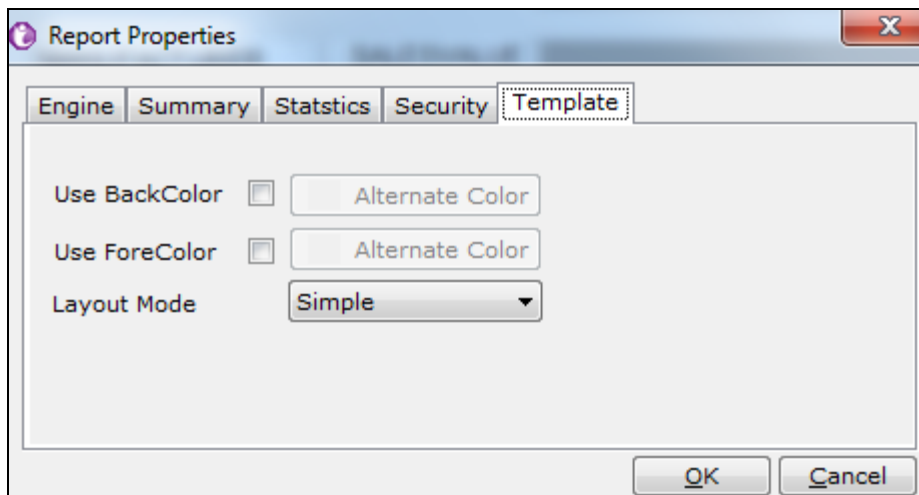 Report Properties
Engine Summary Statstics Security Template
Use BackColor Alternate Color
Use ForeColor Alternate Color
Layout Mode Simple
OK Cancel